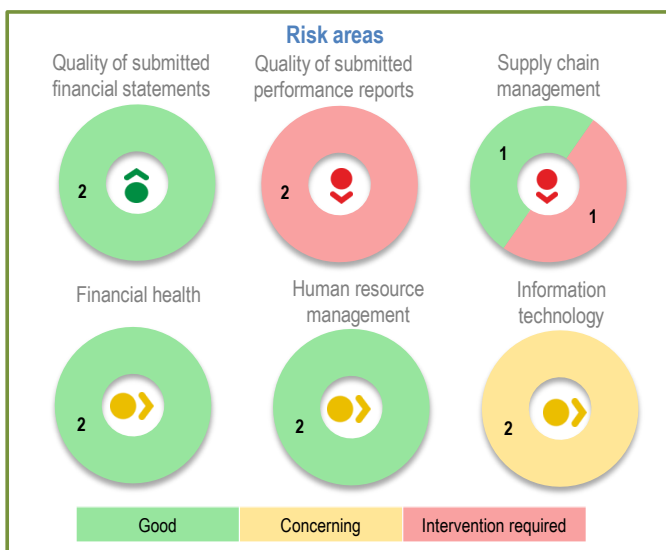 Risk areas
Quality of submitted
financial statements
2
Quality of submitted
performance reports
2
Supply chain
management
1
1
Financial health
2
Human resource
management
2
Information
technology
2
Good
Concerning
Intervention required